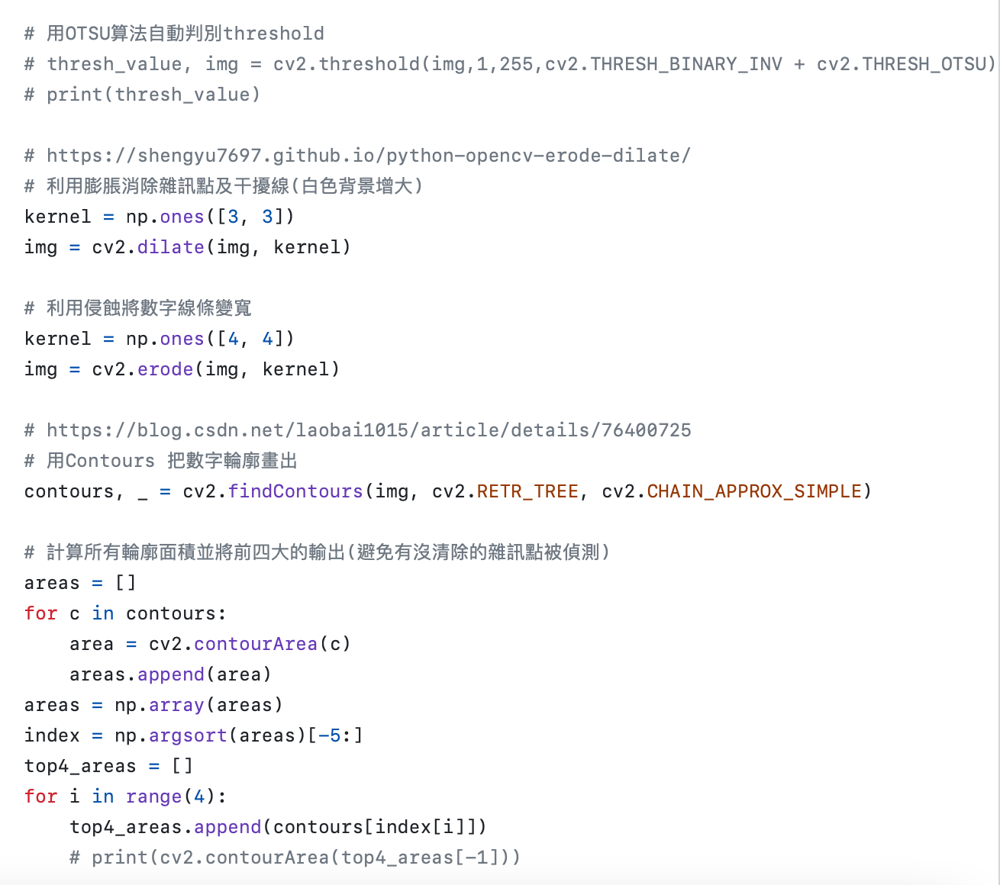 # 用OTSU算法自動判別threshold
# thresh_value, img = cv2.threshold(img,1,255,cv2.THRESH_BINARY_INV + cv2.THRESH_OTSU)
# print(thresh_value)

# https://shengyu7697.github.io/python-opencv-erode-dilate/
# 利用膨脹消除雜訊點及干擾線(白色背景增大)
kernel = np.ones([3, 3])
img = cv2.dilate(img, kernel)

# 利用侵蝕將數字線條變寬
kernel = np.ones([4, 4])
img = cv2.erode(img, kernel)

# https://blog.csdn.net/laobai1015/article/details/76400725
# 用Contours 把數字輪廓畫出
contours, _ = cv2.findContours(img, cv2.RETR_TREE, cv2.CHAIN_APPROX_SIMPLE)

# 計算所有輪廓面積並將前四大的輸出(避免有沒清除的雜訊點被偵測)
areas = []
for c in contours:
    area = cv2.contourArea(c)
    areas.append(area)
areas = np.array(areas)
index = np.argsort(areas)[-5:]
top4_areas = []
for i in range(4):
    top4_areas.append(contours[index[i]])
    # print(cv2.contourArea(top4_areas[-1]))